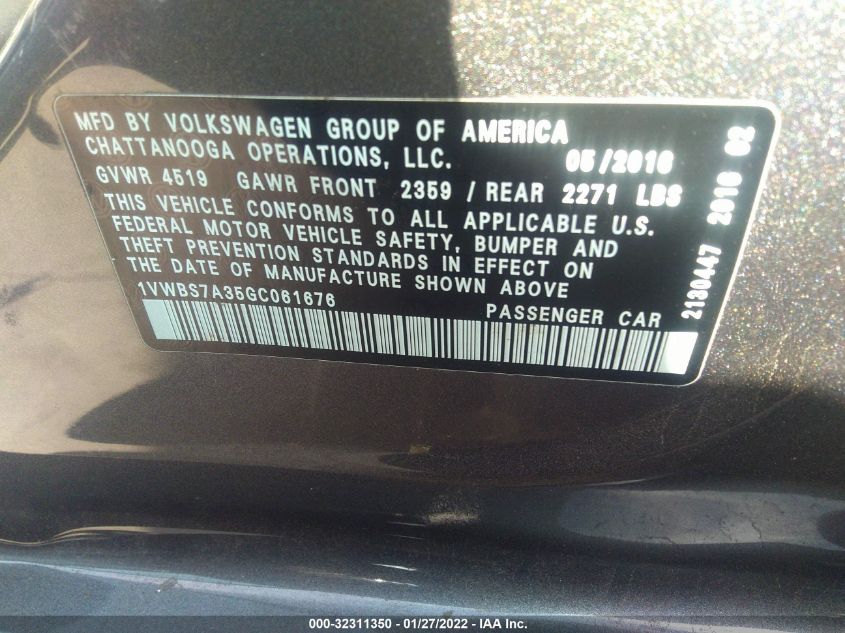 MFD BY VOLKSWAGEN GROUP OF AMERICA
CHATTANOOGA OPERATIONS, LLC. 05/2016
GVWR 4519 GAWR FRONT 2359 / REAR 2271 LBS
THIS VEHICLE CONFORMS TO ALL APPLICABLE U.S.
FEDERAL MOTOR VEHICLE SAFETY, BUMPER AND
THEFT PREVENTION STANDARDS IN EFFECT ON
THE DATE OF MANUFACTURE SHOWN ABOVE
1VWBS7A35GC061676
PASSENGER CAR
2130447 2016 02
000-32311350 - 01/27/2022 - IAA Inc.